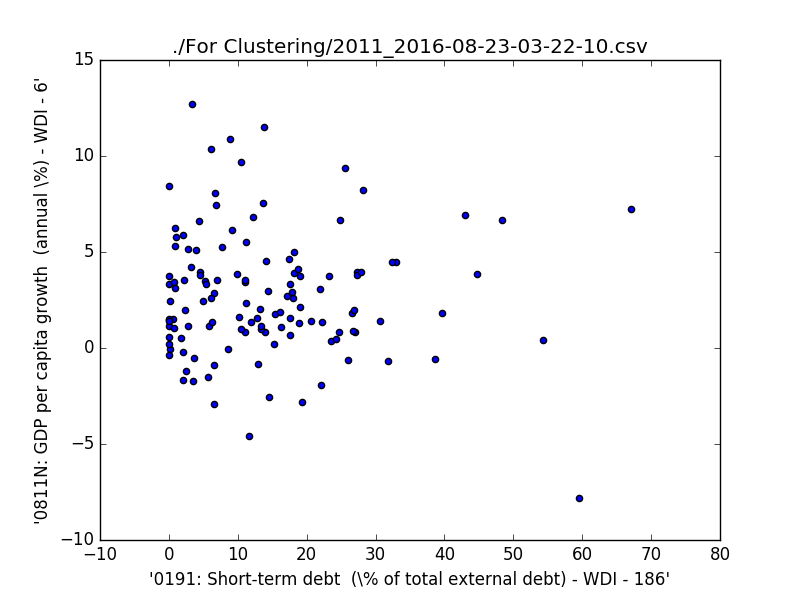 ./For Clustering/2011_2016-08-23-03-22-10.csv
15
10
5
0
−5
−10
'0811N: GDP per capita growth  (annual \%) - WDI - 6'
−10 0 10 20 30 40 50 60 70 80
'0191: Short-term debt  (\% of total external debt) - WDI - 186'